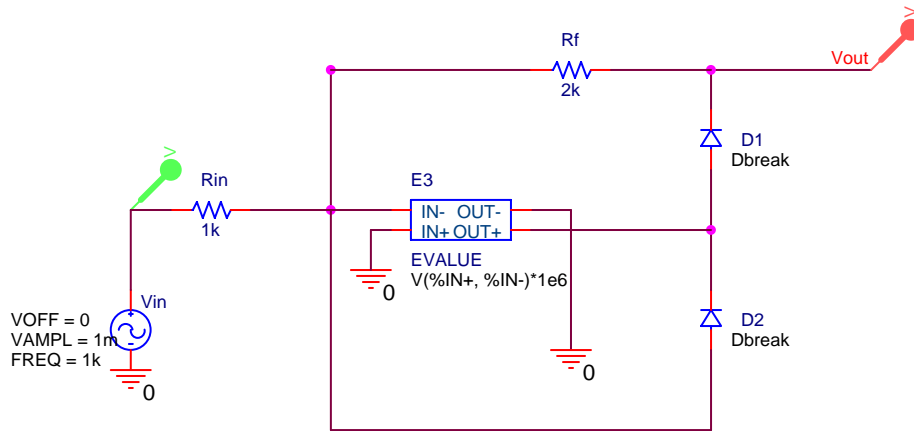 Rf
2k
Vout
V
D1
Dbreak
V
Rin
1k
E3
IN- OUT-
IN+ OUT+
EVALUE
V(%IN+, %IN-)*1e6
0
Vin
VOFF = 0
VAMPL = 1m
FREQ = 1k
0
0
D2
Dbreak